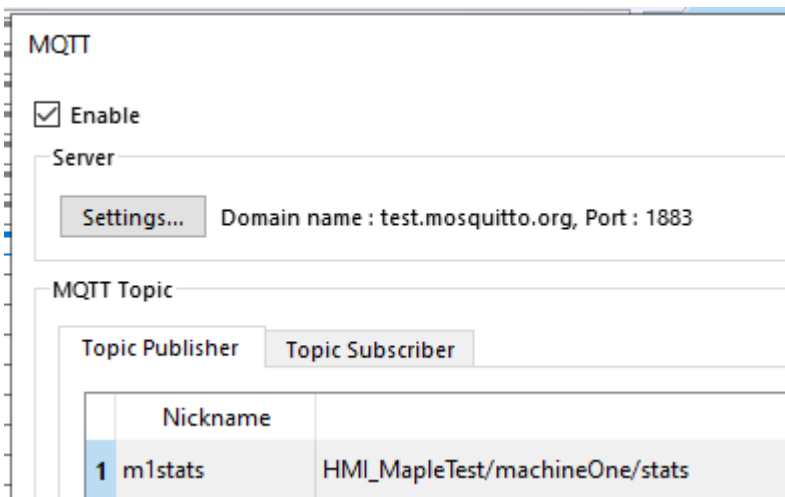 MQTT
Enable
Server
Settings... Domain name : test.mosquitto.org, Port : 1883
MQTT Topic
Topic Publisher Topic Subscriber
Nickname
1 m1stats HMI_MapleTest/machineOne/stats